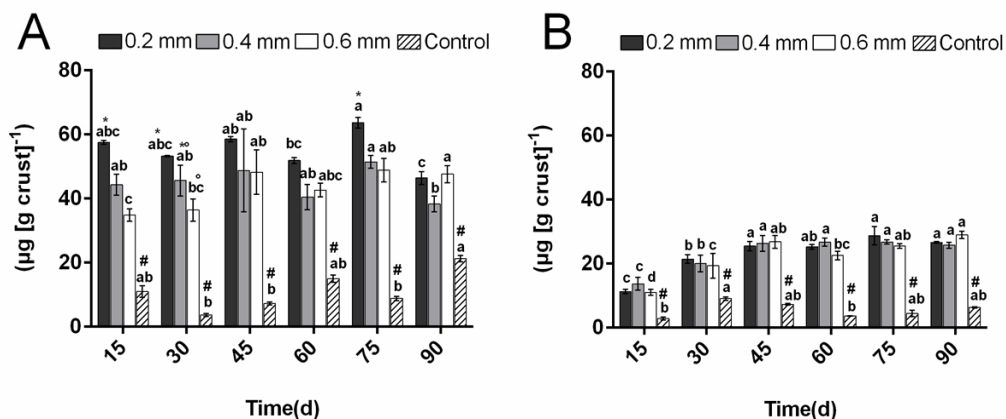 A
0.2 mm 0.4 mm 0.6 mm Control
(µg [g crust]⁻¹
80
60
40
20
0
* abc ab c # ab
* abc *° ab ° bc # b
ab ab ab # b
bc ab abc # ab
* a a ab # b
c b a # a
15 30 45 60 75 90
Time(d)
B
0.2 mm 0.4 mm 0.6 mm Control
(µg [g crust]⁻¹
80
60
40
20
0
c c d # b
b b c # a
a a a # ab
ab a bc # b
a a ab # ab
a a a # ab
15 30 45 60 75 90
Time(d)